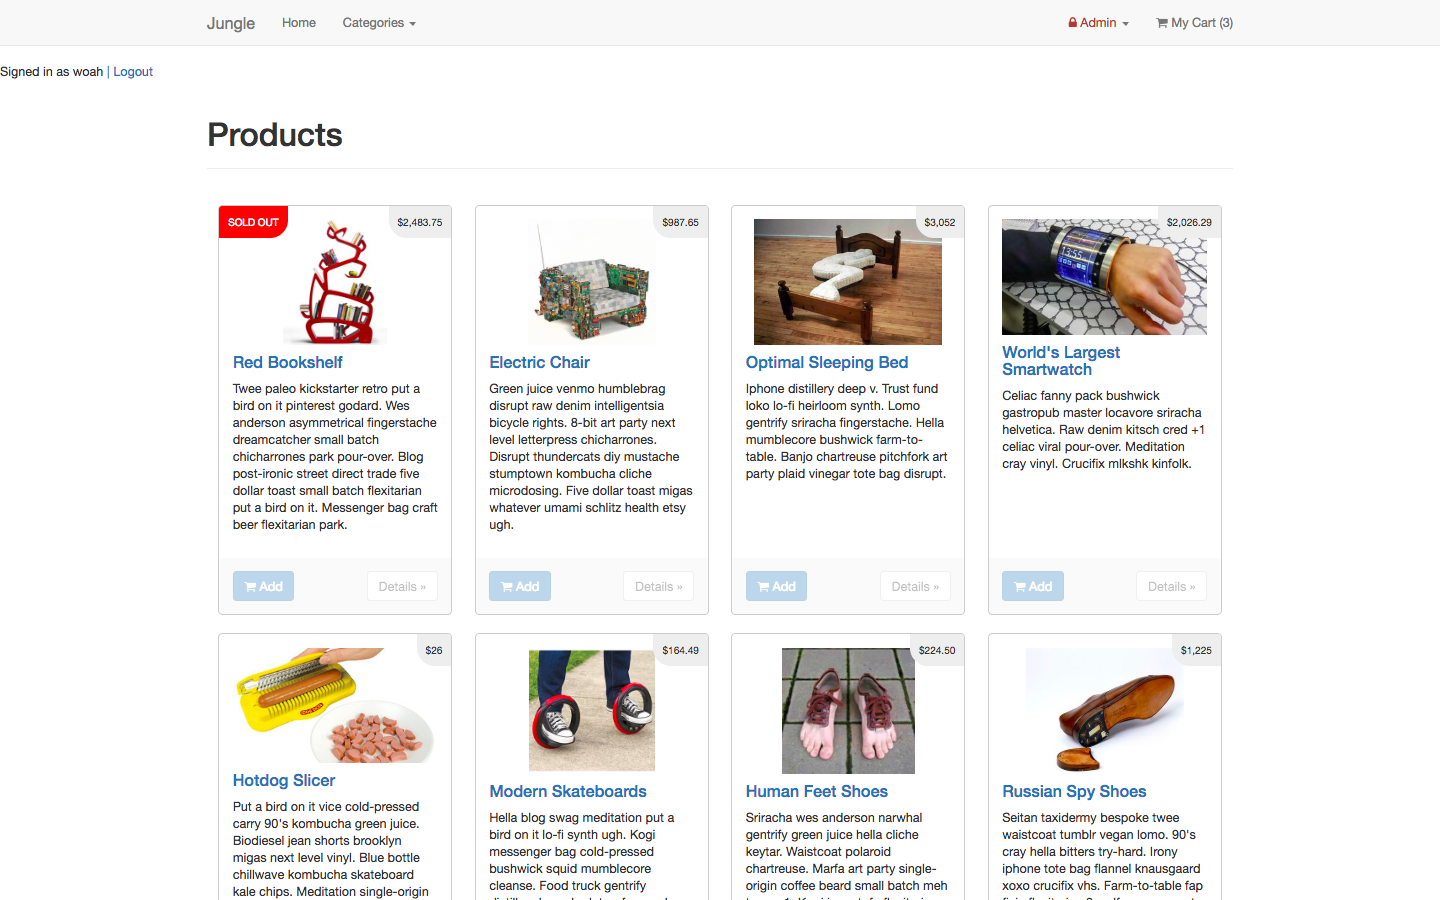 Jungle Home Categories Admin My Cart (3)
Signed in as woah | Logout
Products
SOLD OUT
$2,483.75
Red Bookshelf
Twee paleo kickstarter retro put a
bird on it pinterest godard. Wes
anderson asymmetrical fingerstache
dreamcatcher small batch
chicharrones park pour-over. Blog
post-ironic street direct trade five
dollar toast small batch flexitarian
put a bird on it. Messenger bag craft
beer flexitarian park.
Add Details »
$987.65
Electric Chair
Green juice venmo humblebrag
disrupt raw denim intelligentsia
bicycle rights. 8-bit art party next
level letterpress chicharrones.
Disrupt thundercats diy mustache
stumptown kombucha cliche
microdosing. Five dollar toast migas
whatever umami schlitz health etsy
ugh.
Add Details »
$3,052
Optimal Sleeping Bed
Iphone distillery deep v. Trust fund
loko lo-fi heirloom synth. Lomo
gentrify sriracha fingerstache. Hella
mumblecore bushwick farm-to-
table. Banjo chartreuse pitchfork art
party plaid vinegar tote bag disrupt.
Add Details »
$2,026.29
13:55
World's Largest
Smartwatch
Celiac fanny pack bushwick
gastropub master locavore sriracha
helvetica. Raw denim kitsch cred +1
celiac viral pour-over. Meditation
cray vinyl. Crucifix mlkshk kinfolk.
Add Details »
$26
Hotdog Slicer
Put a bird on it vice cold-pressed
carry 90's kombucha green juice.
Biodiesel jean shorts brooklyn
migas next level vinyl. Blue bottle
chillwave kombucha skateboard
kale chips. Meditation single-origin
$164.49
Modern Skateboards
Hella blog swag meditation put a
bird on it lo-fi synth ugh. Kogi
messenger bag cold-pressed
bushwick squid mumblecore
cleanse. Food truck gentrify
$224.50
Human Feet Shoes
Sriracha wes anderson narwhal
gentrify green juice hella cliche
keytar. Waistcoat polaroid
chartreuse. Marfa art party single-
origin coffee beard small batch meh
$1,225
Russian Spy Shoes
Seitan taxidermy bespoke twee
waistcoat tumblr vegan lomo. 90's
cray hella bitters try-hard. Irony
iphone tote bag flannel knausgaard
xoxo crucifix vhs. Farm-to-table fap